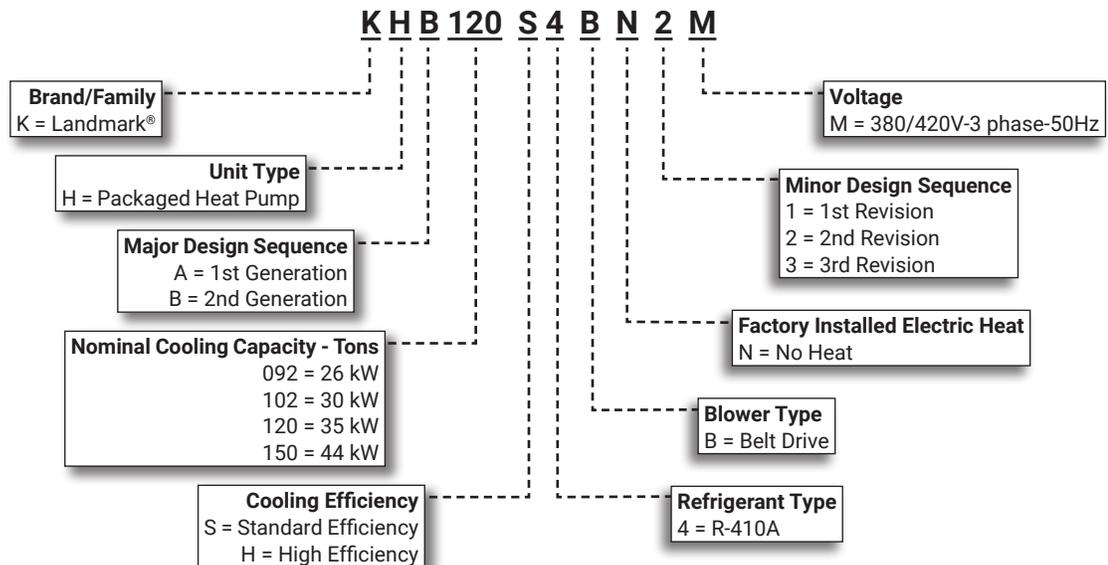 K H B 120 S 4 B N 2 M
Brand/Family
K = Landmark®
Unit Type
H = Packaged Heat Pump
Major Design Sequence
A = 1st Generation
B = 2nd Generation
Nominal Cooling Capacity - Tons
092 = 26 kW
102 = 30 kW
120 = 35 kW
150 = 44 kW
Cooling Efficiency
S = Standard Efficiency
H = High Efficiency
Voltage
M = 380/420V-3 phase-50Hz
Minor Design Sequence
1 = 1st Revision
2 = 2nd Revision
3 = 3rd Revision
Factory Installed Electric Heat
N = No Heat
Blower Type
B = Belt Drive
Refrigerant Type
4 = R-410A